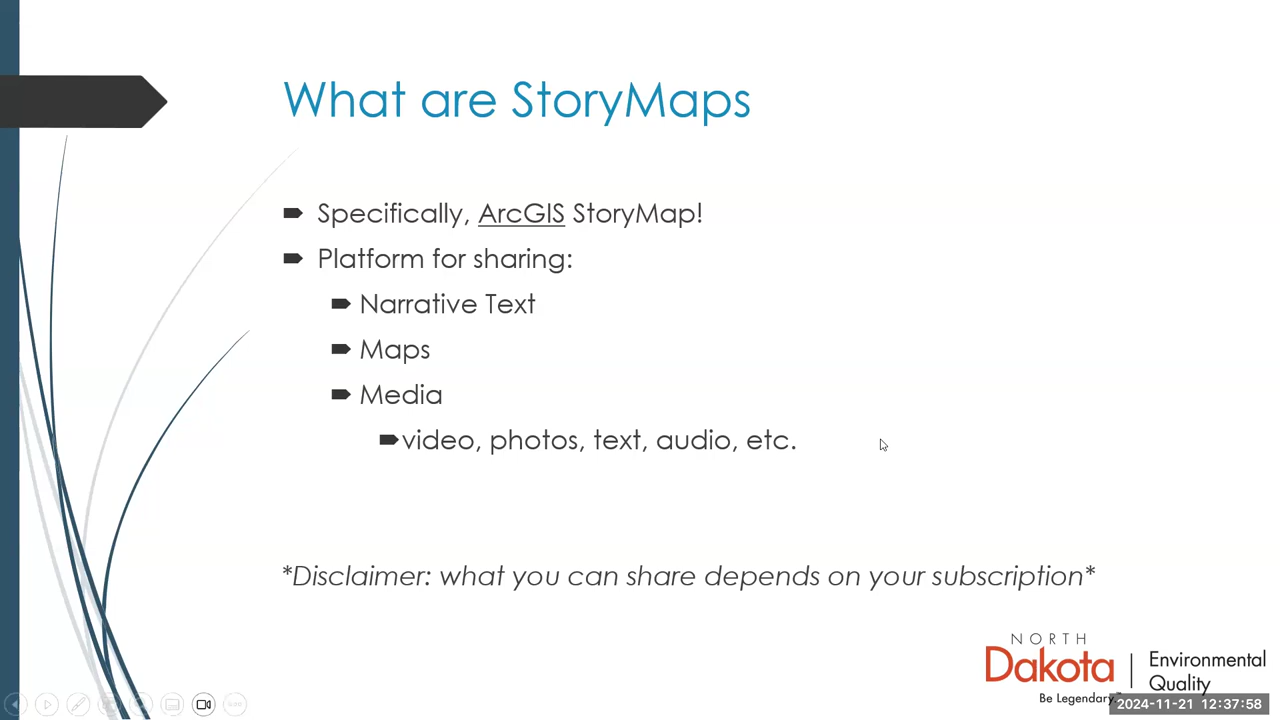 What are StoryMaps
Specifically, ArcGIS StoryMap!
Platform for sharing:
Narrative Text
Maps
Media
video, photos, text, audio, etc.
*Disclaimer: what you can share depends on your subscription*
NORTH
Dakota
Be Legendary.
Environmental
Quality
2024-11-21 12:37:58